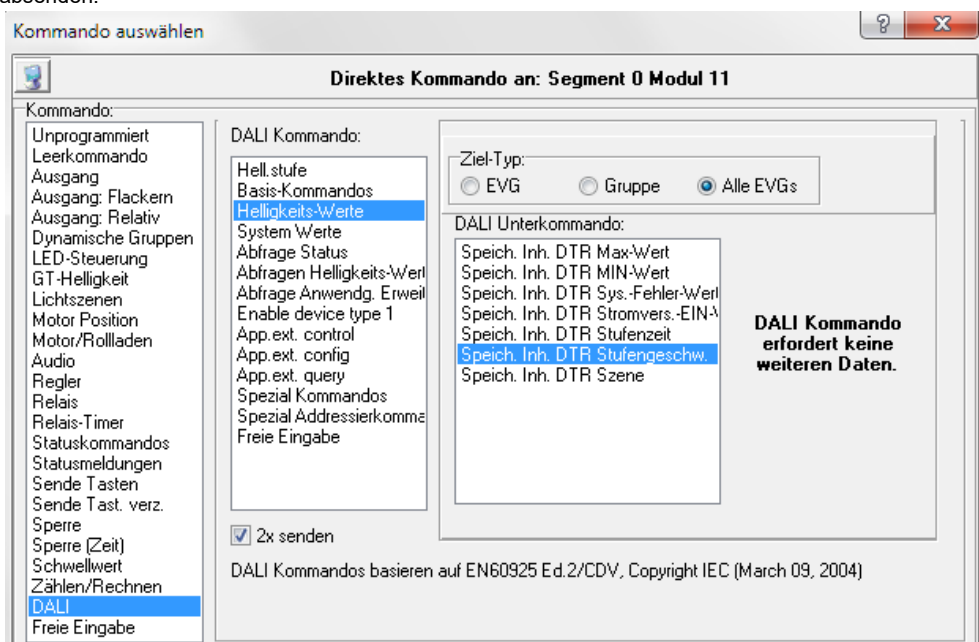 absenden.
Kommando auswählen
Direktes Kommando an: Segment 0 Modul 11
Kommando:
Unprogrammiert
Leerkommando
Ausgang
Ausgang: Flackern
Ausgang: Relativ
Dynamische Gruppen
LED-Steuerung
GT-Helligkeit
Lichtszenen
Motor Position
Motor/Rollladen
Audio
Regler
Relais
Relais-Timer
Statuskommandos
Statusmeldungen
Sende Tasten
Sende Tast. verz.
Sperre
Sperre (Zeit)
Schwellwert
Zählen/Rechnen
DALI
Freie Eingabe
DALI Kommando:
Hell.stufe
Basis-Kommandos
Helligkeits-Werte
System Werte
Abfrage Status
Abfragen Helligkeits-Werl
Abfrage Anwendg. Erweil
Enable device type 1
App.ext. control
App.ext. config
App.ext. query
Spezial Kommandos
Spezial Addressierkomma
Freie Eingabe
2x senden
Ziel-Typ:
EVG Gruppe Alle EVGs
DALI Unterkommando:
Speich. Inh. DTR Max-Wert
Speich. Inh. DTR MIN-Wert
Speich. Inh. DTR Sys.-Fehler-Werl
Speich. Inh. DTR Stromvers.-EIN-\
Speich. Inh. DTR Stufenzeit
Speich. Inh. DTR Stufengeschw.
Speich. Inh. DTR Szene
DALI Kommando
erfordert keine
weiteren Daten.
DALI Kommandos basieren auf EN60925 Ed.2/CDV, Copyright IEC (March 09, 2004)